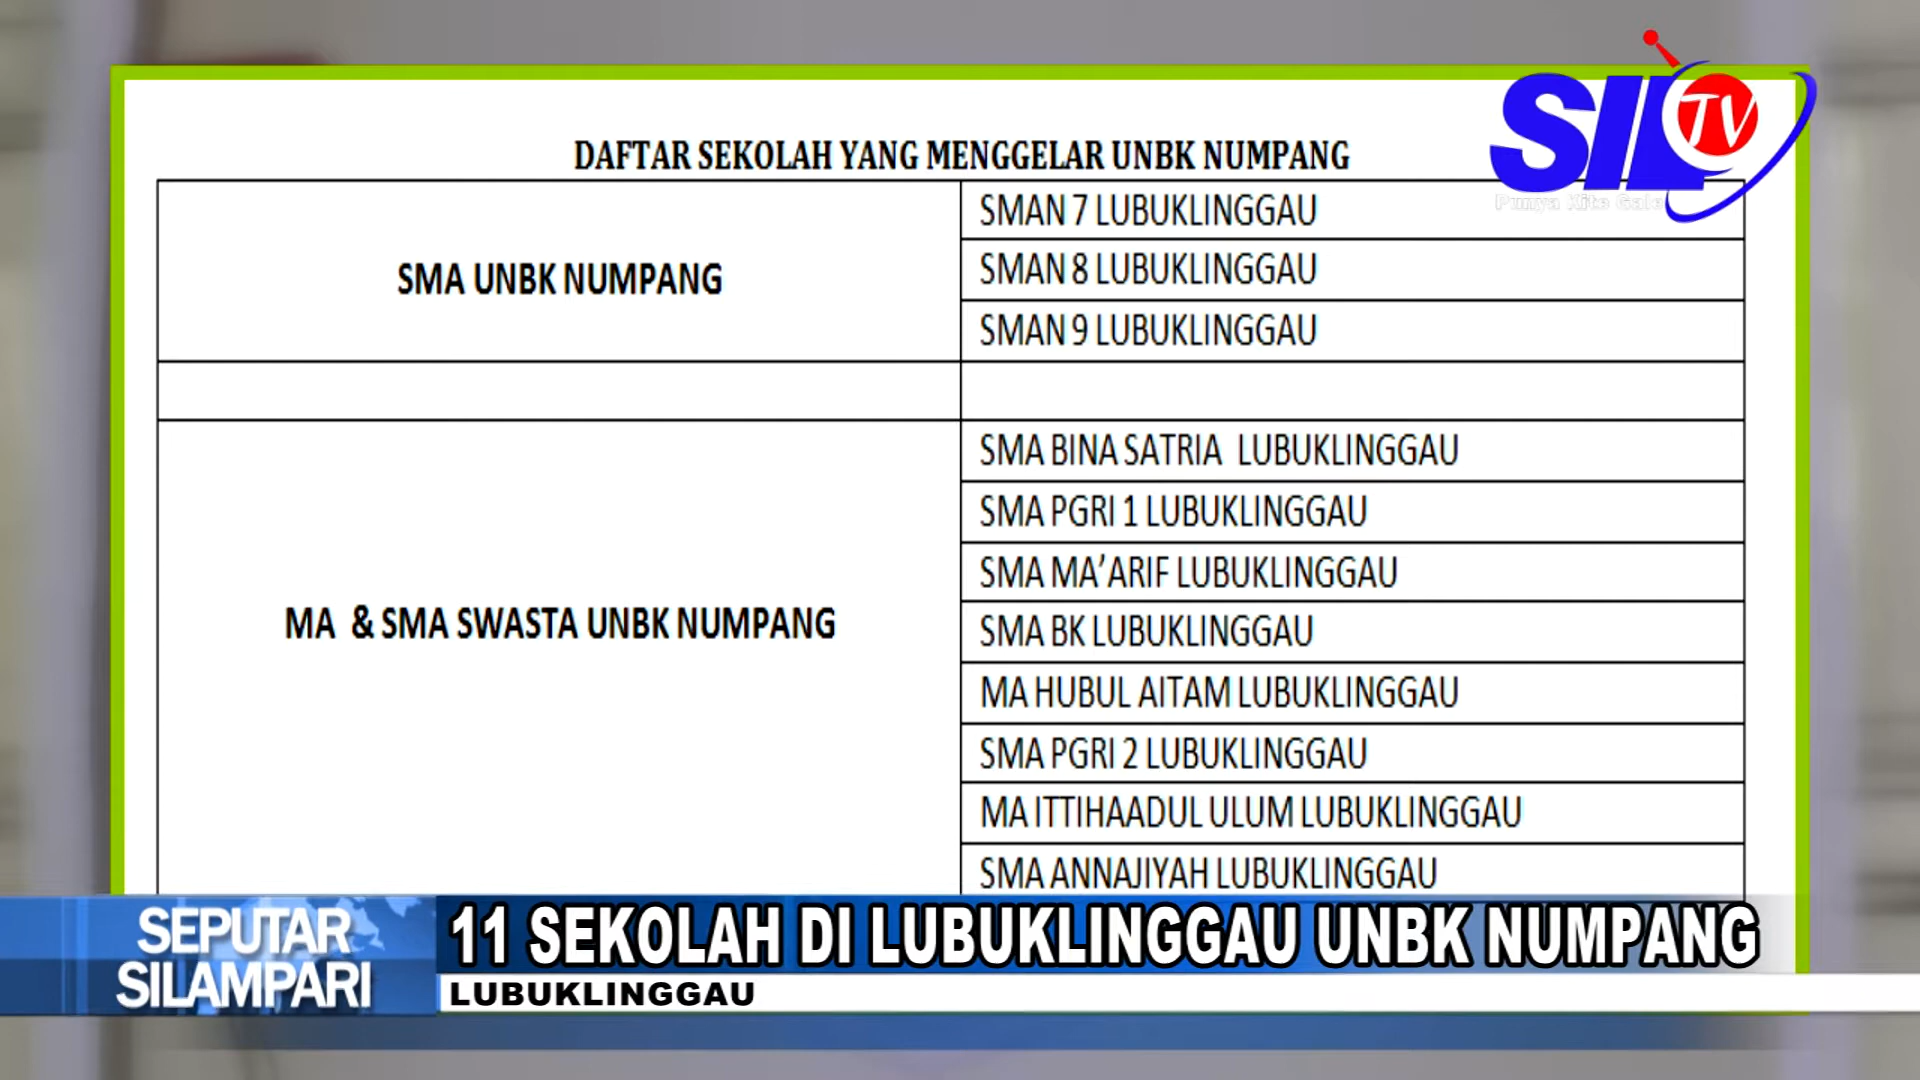 SIL TV
Punya Kite Gale
DAFTAR SEKOLAH YANG MENGGELAR UNBK NUMPANG
SMA UNBK NUMPANG
SMAN 7 LUBUKLINGGAU
SMAN 8 LUBUKLINGGAU
SMAN 9 LUBUKLINGGAU
MA & SMA SWASTA UNBK NUMPANG
SMA BINA SATRIA LUBUKLINGGAU
SMA PGRI 1 LUBUKLINGGAU
SMA MA’ARIF LUBUKLINGGAU
SMA BK LUBUKLINGGAU
MA HUBUL AITAM LUBUKLINGGAU
SMA PGRI 2 LUBUKLINGGAU
MA ITTIHAADUL ULUM LUBUKLINGGAU
SMA ANNAJIYAH LUBUKLINGGAU
SEPUTAR
SILAMPARI
11 SEKOLAH DI LUBUKLINGGAU UNBK NUMPANG
LUBUKLINGGAU